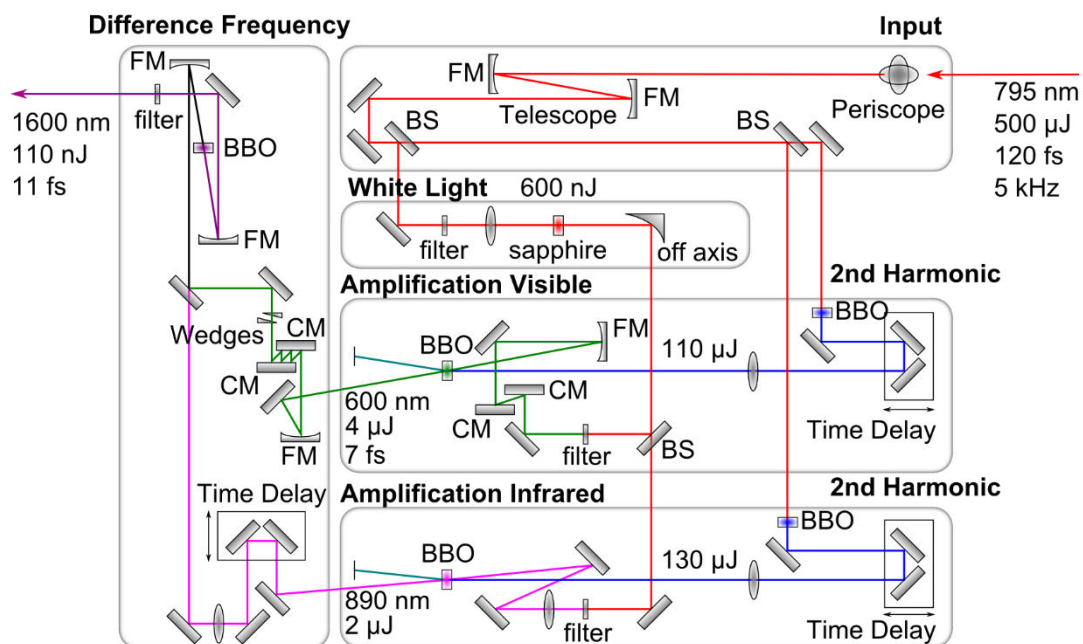 Difference Frequency
FM
filter
1600 nm
110 nJ
11 fs
BBO
FM
Wedges
CM
CM
FM
Time Delay
Input
FM
FM
Telescope
Periscope
BS
BS
795 nm
500 µJ
120 fs
5 kHz
White Light
600 nJ
filter
sapphire
off axis
Amplification Visible
2nd Harmonic
BBO
FM
BBO
110 µJ
600 nm
4 µJ
7 fs
CM
CM
filter
BS
Time Delay
Amplification Infrared
2nd Harmonic
BBO
BBO
130 µJ
890 nm
2 µJ
filter
Time Delay